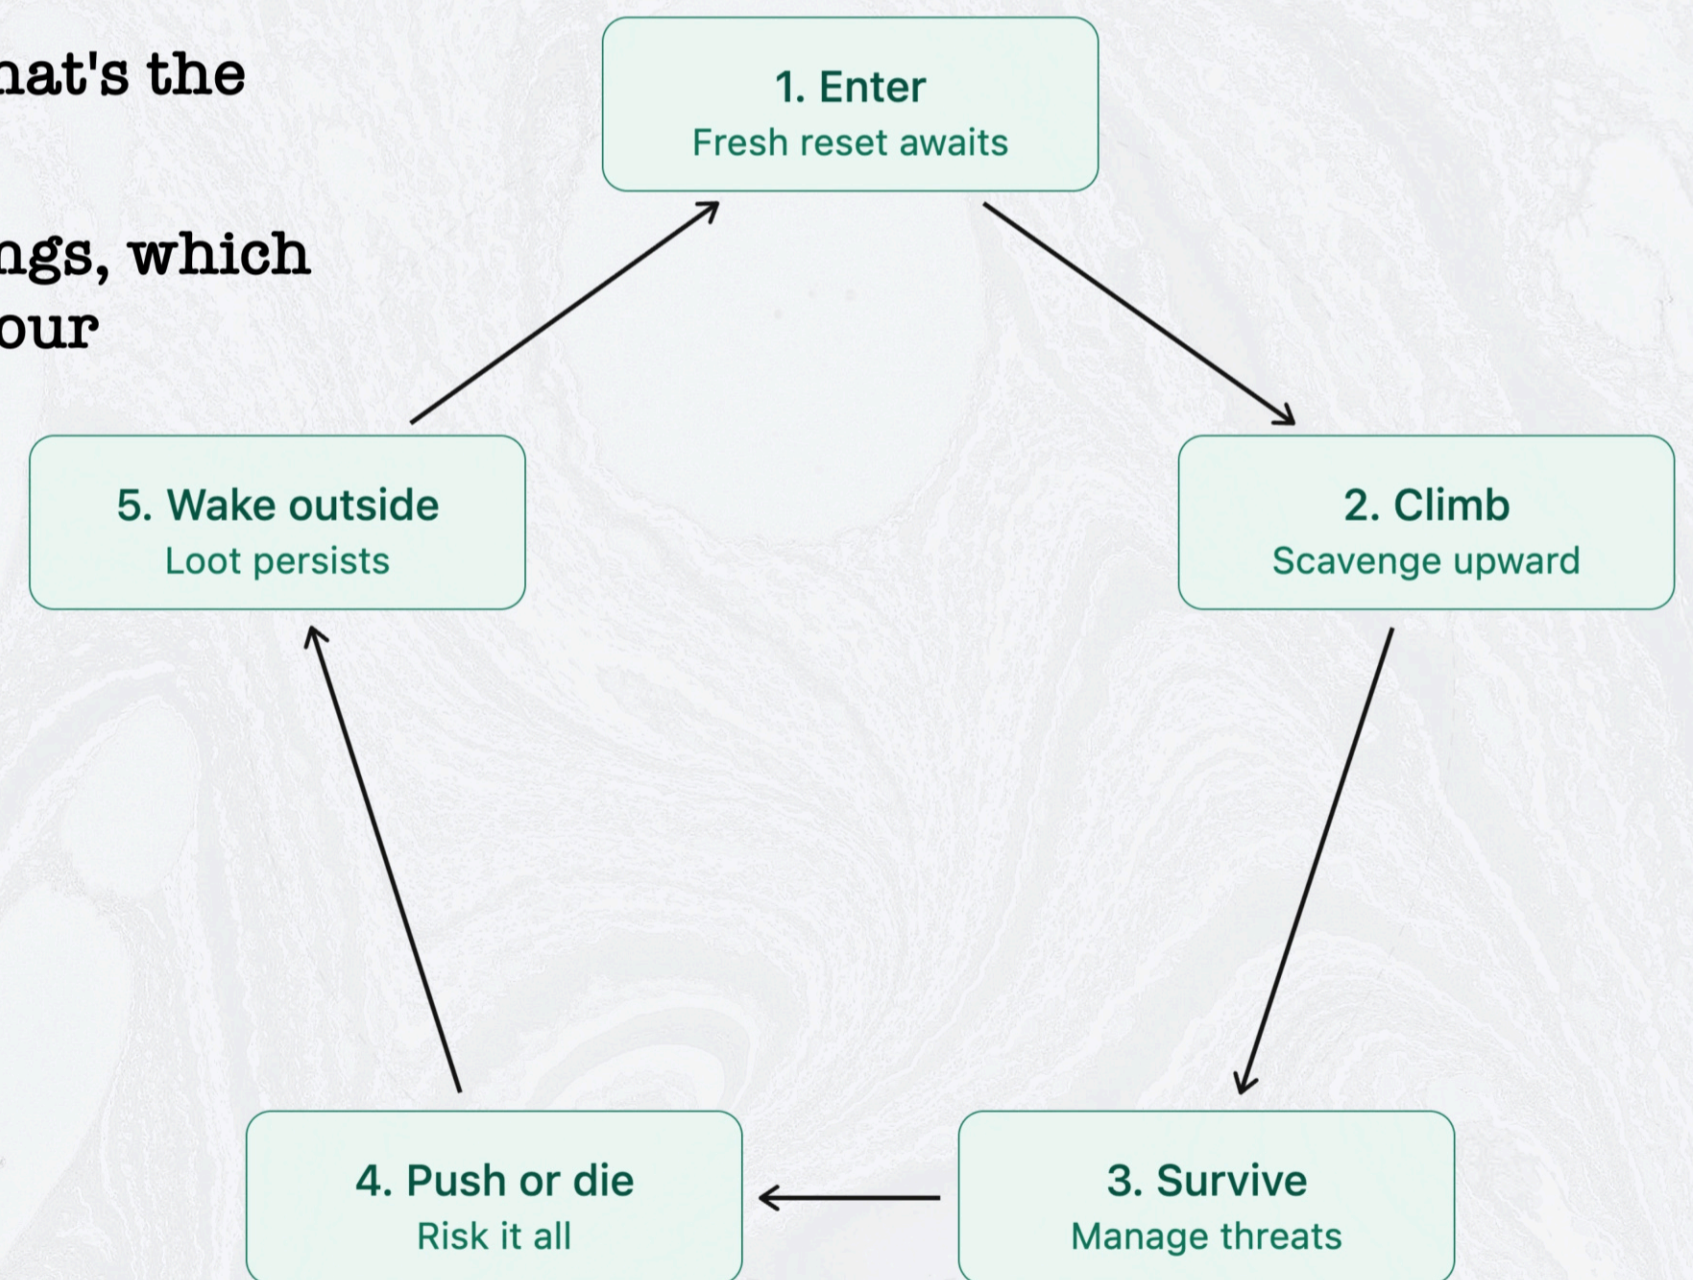 hat's the
ngs, which
our
1. Enter
Fresh reset awaits
2. Climb
Scavenge upward
3. Survive
Manage threats
4. Push or die
Risk it all
5. Wake outside
Loot persists